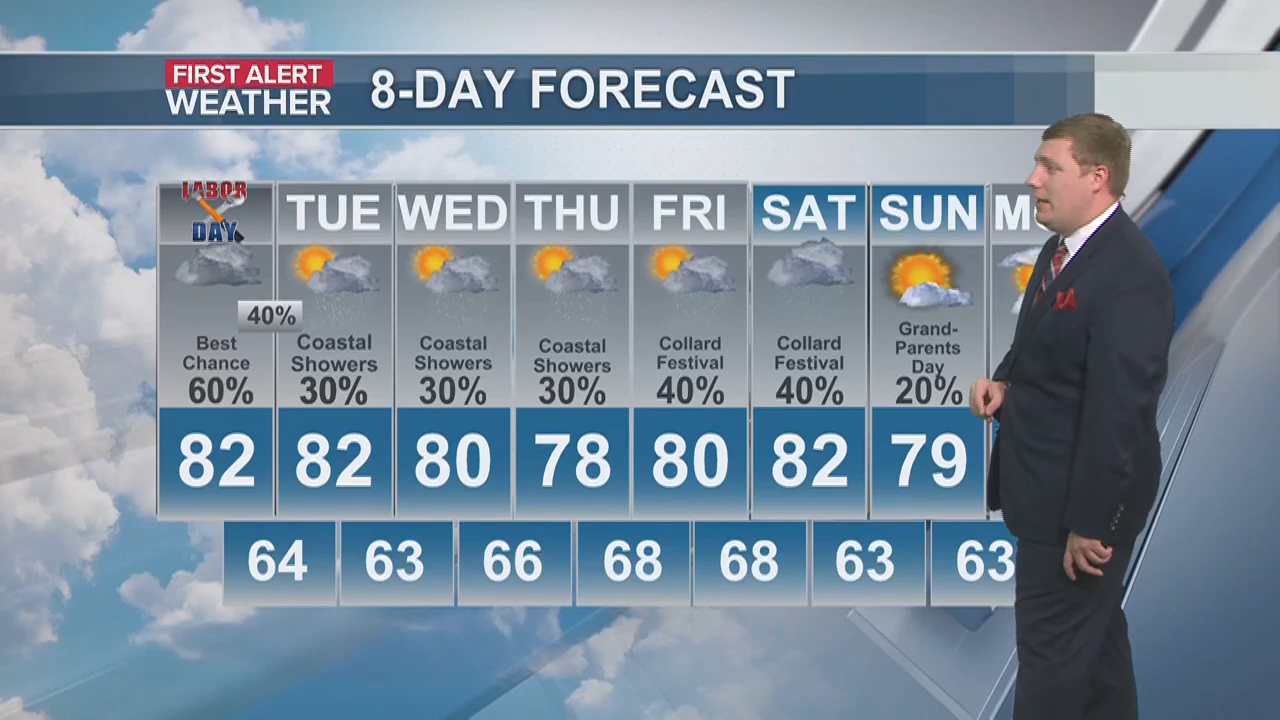 FIRST ALERT
WEATHER
8-DAY FORECAST
LABOR
DAY
TUE
WED
THU
FRI
SAT
SUN
40%
Best
Chance
60%
Coastal
Showers
30%
Coastal
Showers
30%
Coastal
Showers
30%
Collard
Festival
40%
Collard
Festival
40%
Grand-
Parents
Day
20%
82
82
80
78
80
82
79
64
63
66
68
68
63
63